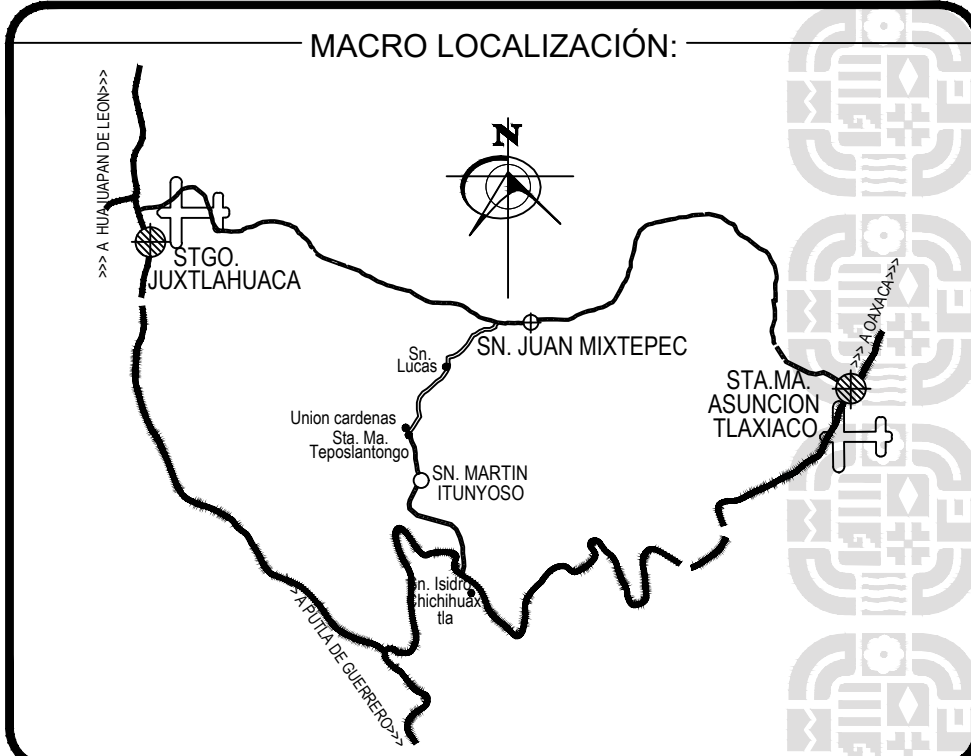 MACRO LOCALIZACIÓN:
>>> A HUAJUAPAN DE LEON>>>
N
STGO.
JUXTLAHUACA
>>> A OAXACA>>>
SN. JUAN MIXTEPEC
Sn.
Lucas
STA.MA.
ASUNCION
TLAXIACO
Union cardenas
Sta. Ma.
Teposlantongo
SN. MARTIN
ITUNYOSO
Sn. Isidro
Chichihuax
tla
>A PUTLA DE GUERRERO>>>